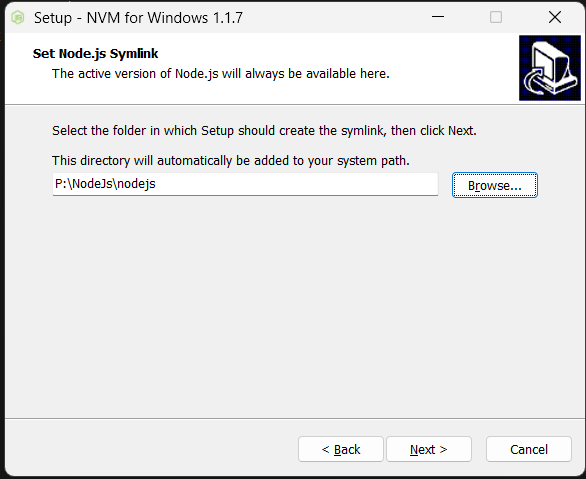 Setup - NVM for Windows 1.1.7
Set Node.js Symlink
The active version of Node.js will always be available here.
Select the folder in which Setup should create the symlink, then click Next.
This directory will automatically be added to your system path.
P:\NodeJs\nodejs
Browse...
< Back
Next >
Cancel